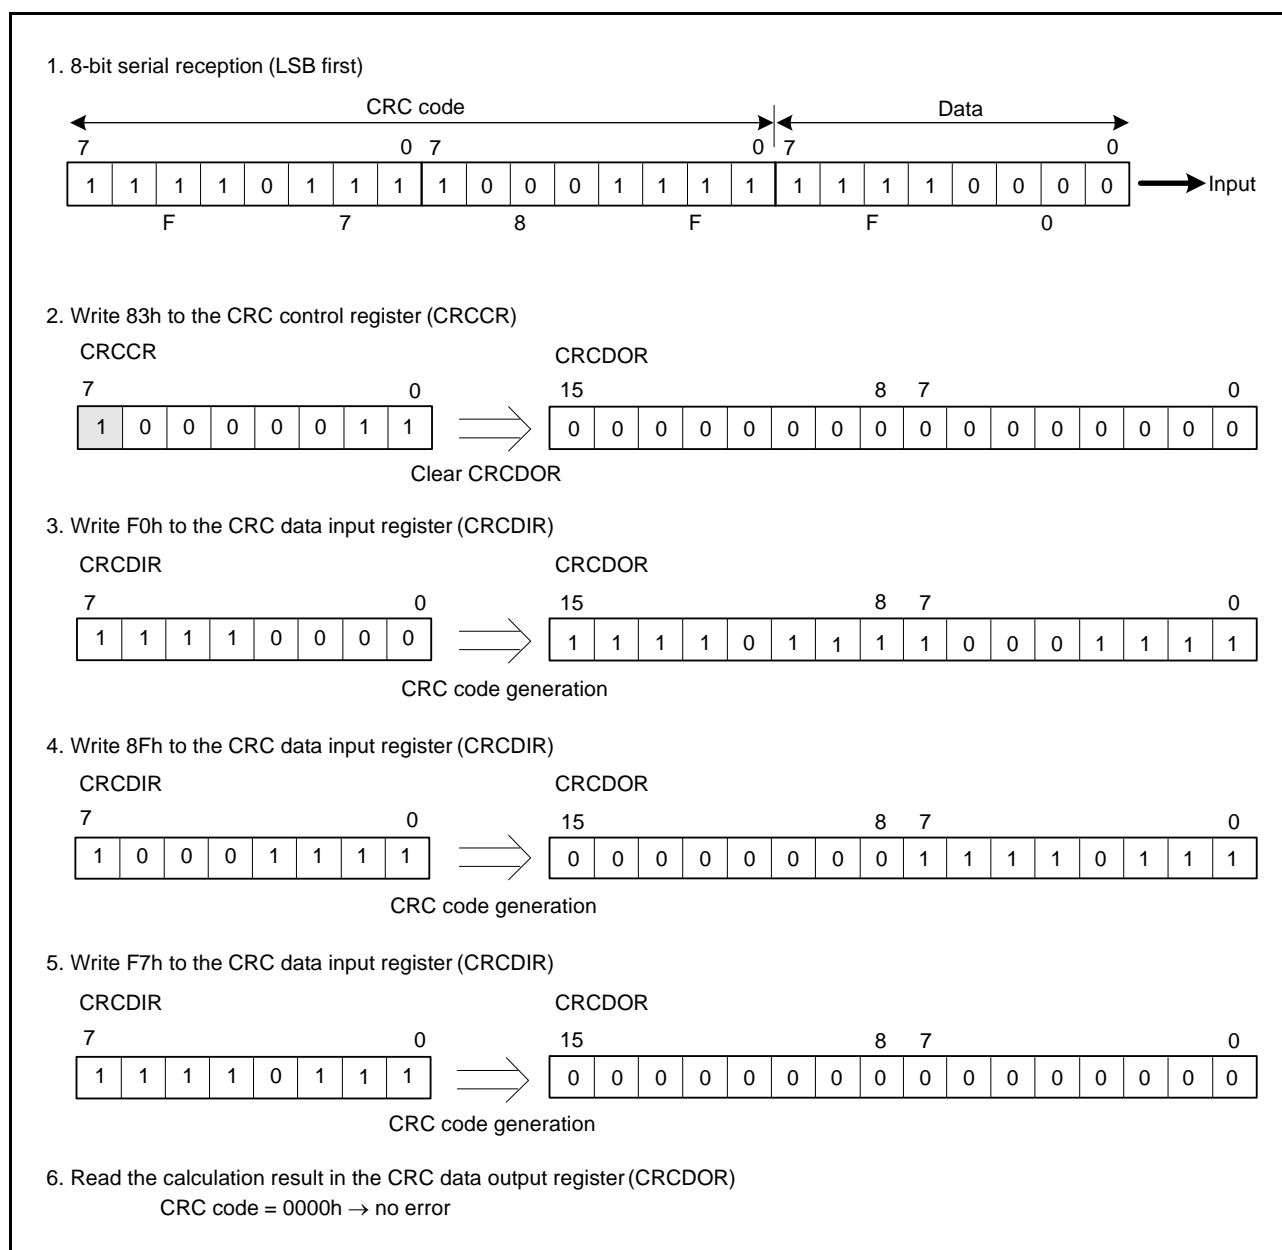 1. 8-bit serial reception (LSB first)
CRC code Data
7 0 7 0 7 0
1 1 1 1 0 1 1 1 1 0 0 0 1 1 1 1 1 1 1 1 0 0 0 0 Input
F 7 8 F F 0
2. Write 83h to the CRC control register (CRCCR)
CRCCR CRCDOR
7 0 15 8 7 0
1 0 0 0 0 0 1 1 0 0 0 0 0 0 0 0 0 0 0 0 0 0 0 0
Clear CRCDOR
3. Write F0h to the CRC data input register (CRCDIR)
CRCDIR CRCDOR
7 0 15 8 7 0
1 1 1 1 0 0 0 0 1 1 1 1 0 1 1 1 1 0 0 0 1 1 1 1
CRC code generation
4. Write 8Fh to the CRC data input register (CRCDIR)
CRCDIR CRCDOR
7 0 15 8 7 0
1 0 0 0 1 1 1 1 0 0 0 0 0 0 0 0 1 1 1 1 0 1 1 1
CRC code generation
5. Write F7h to the CRC data input register (CRCDIR)
CRCDIR CRCDOR
7 0 15 8 7 0
1 1 1 1 0 1 1 1 0 0 0 0 0 0 0 0 0 0 0 0 0 0 0 0
CRC code generation
6. Read the calculation result in the CRC data output register (CRCDOR)
CRC code = 0000h → no error